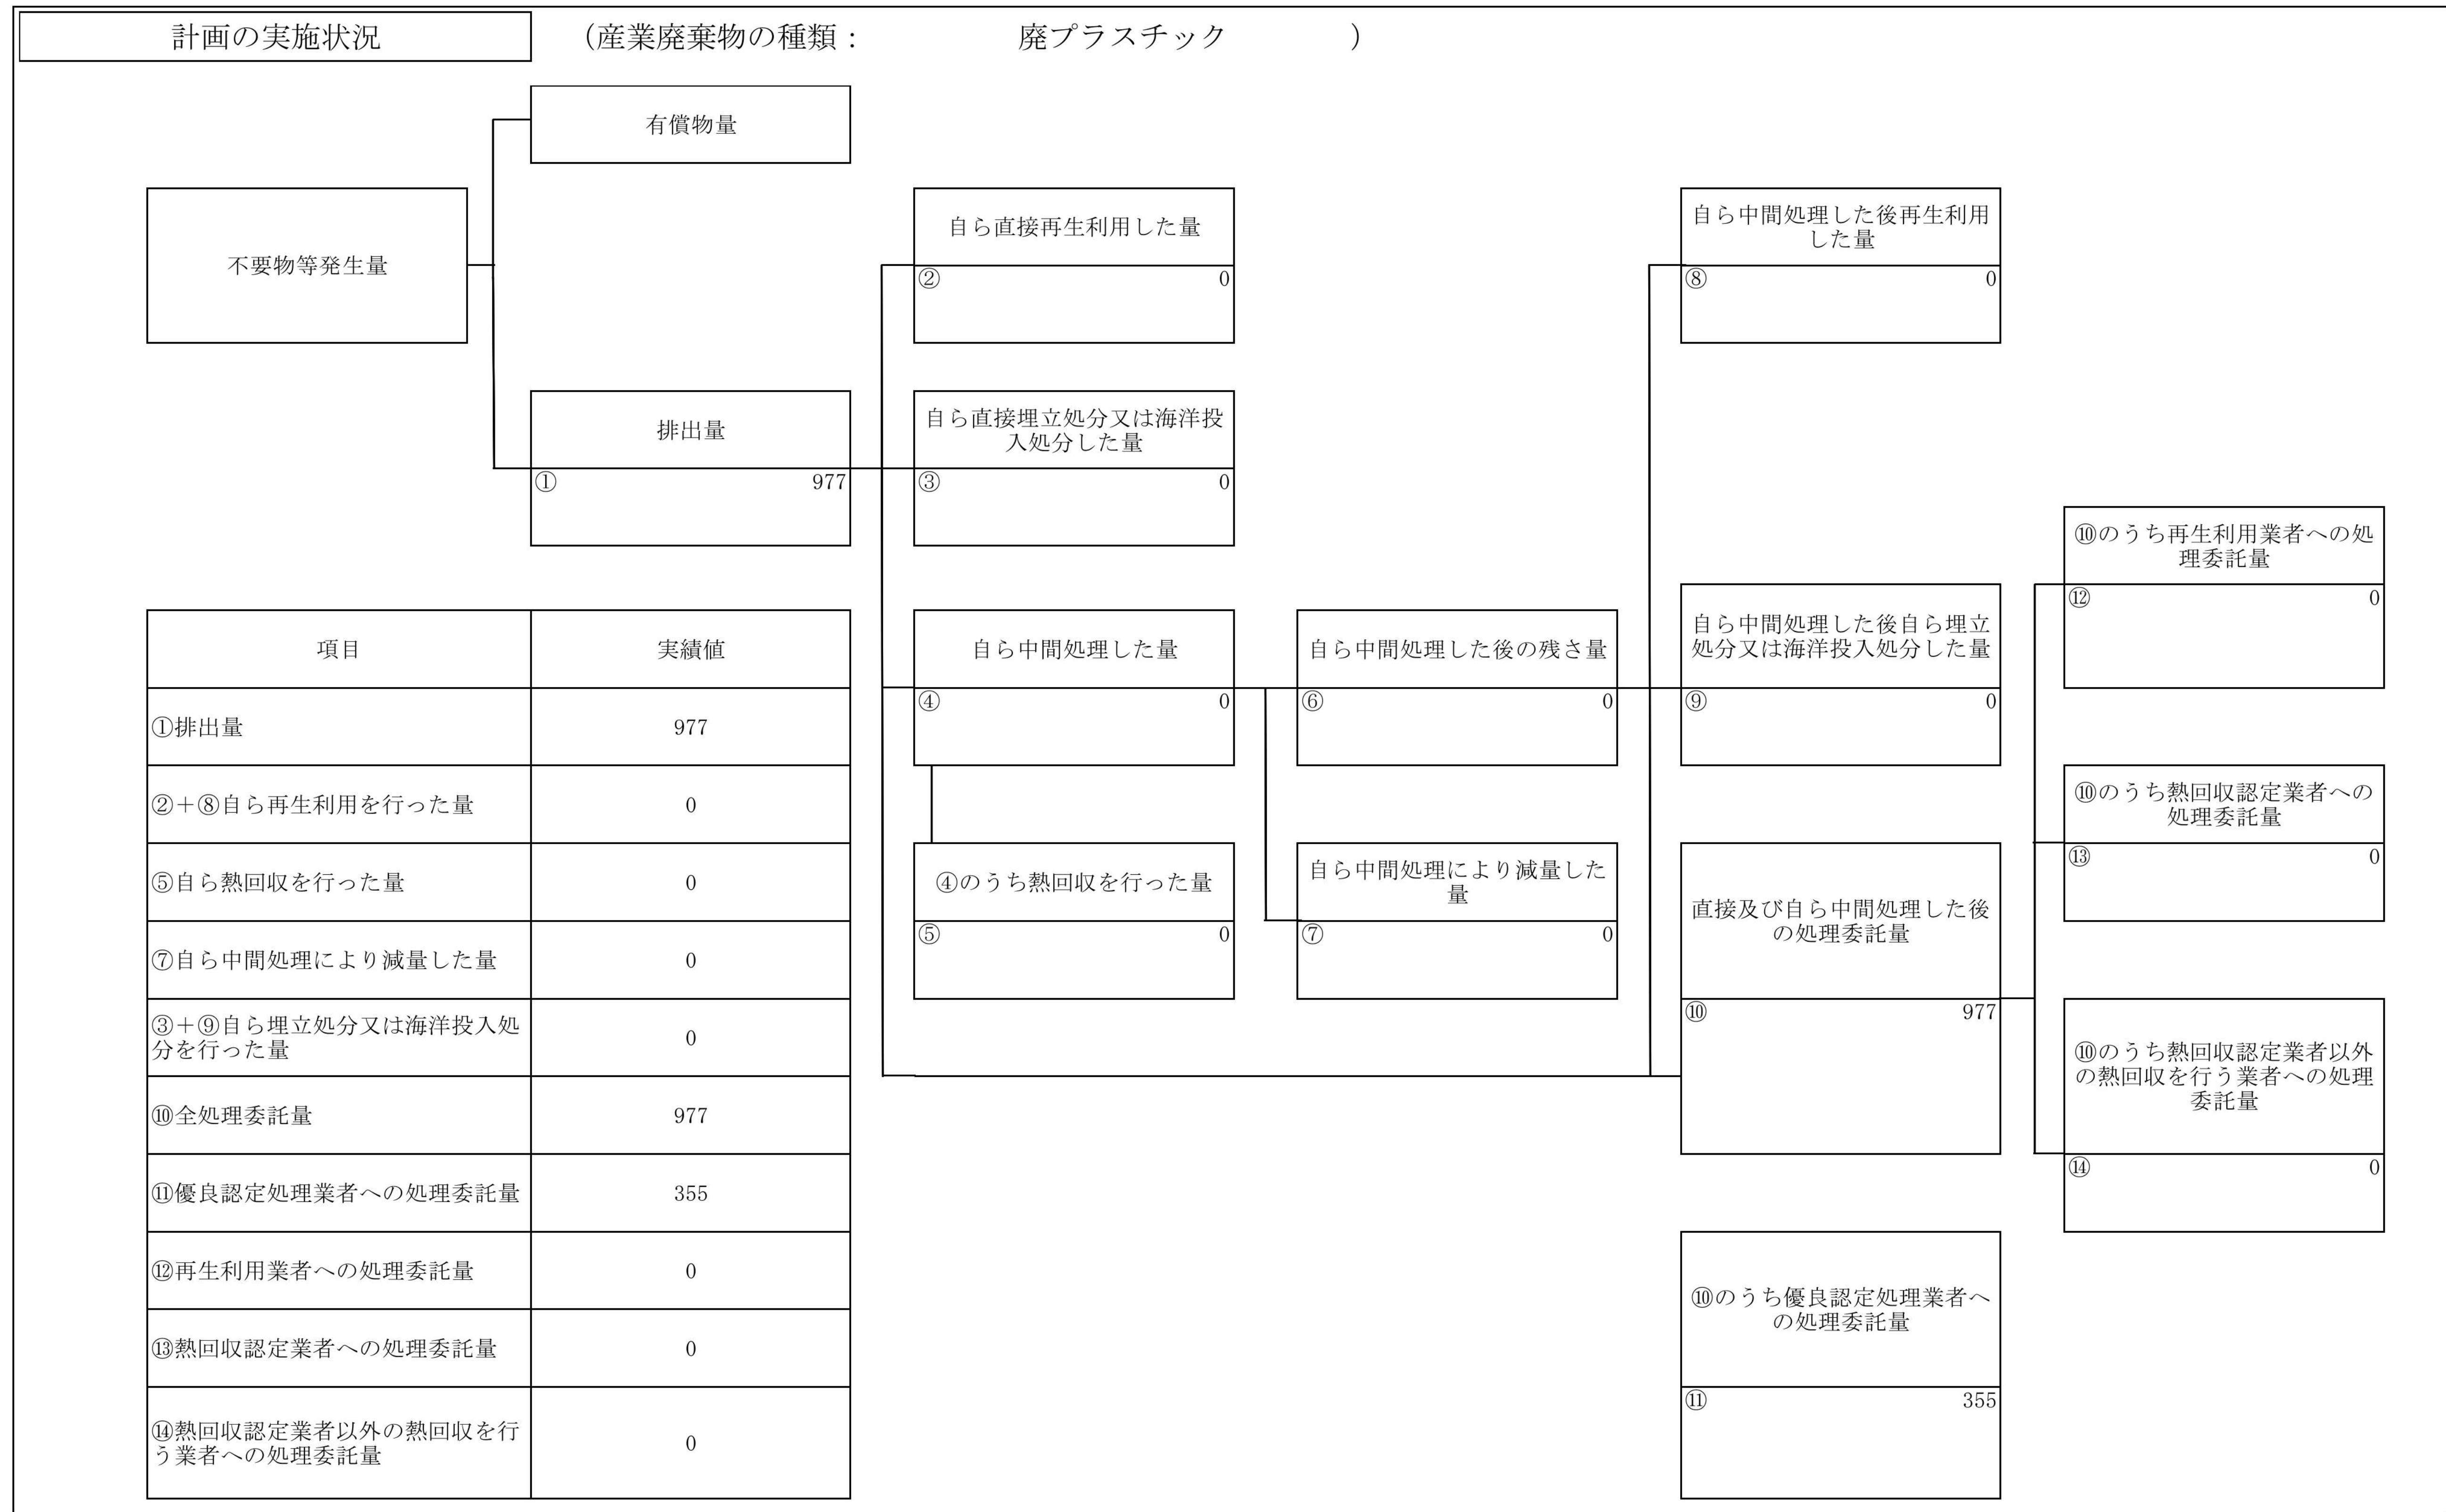 計画の実施状況
（産業廃棄物の種類： 廃プラスチック ）
有償物量
不要物等発生量
自ら直接再生利用した量
② 0
自ら中間処理した後再生利用
した量
⑧ 0
排出量
① 977
自ら直接埋立処分又は海洋投
入処分した量
③ 0
⑩のうち再生利用業者への処
理委託量
⑫ 0
自ら中間処理した量
④ 0
自ら中間処理した後の残さ量
⑥ 0
自ら中間処理した後自ら埋立
処分又は海洋投入処分した量
⑨ 0
⑩のうち熱回収認定業者への
処理委託量
⑬ 0
④のうち熱回収を行った量
⑤ 0
自ら中間処理により減量した
量
⑦ 0
直接及び自ら中間処理した後
の処理委託量
⑩ 977
⑩のうち熱回収認定業者以外
の熱回収を行う業者への処理
委託量
⑭ 0
⑩のうち優良認定処理業者へ
の処理委託量
⑪ 355
項目 実績値
①排出量 977
②＋⑧自ら再生利用を行った量 0
⑤自ら熱回収を行った量 0
⑦自ら中間処理により減量した量 0
③＋⑨自ら埋立処分又は海洋投入処
分を行った量 0
⑩全処理委託量 977
⑪優良認定処理業者への処理委託量 355
⑫再生利用業者への処理委託量 0
⑬熱回収認定業者への処理委託量 0
⑭熱回収認定業者以外の熱回収を行
う業者への処理委託量 0